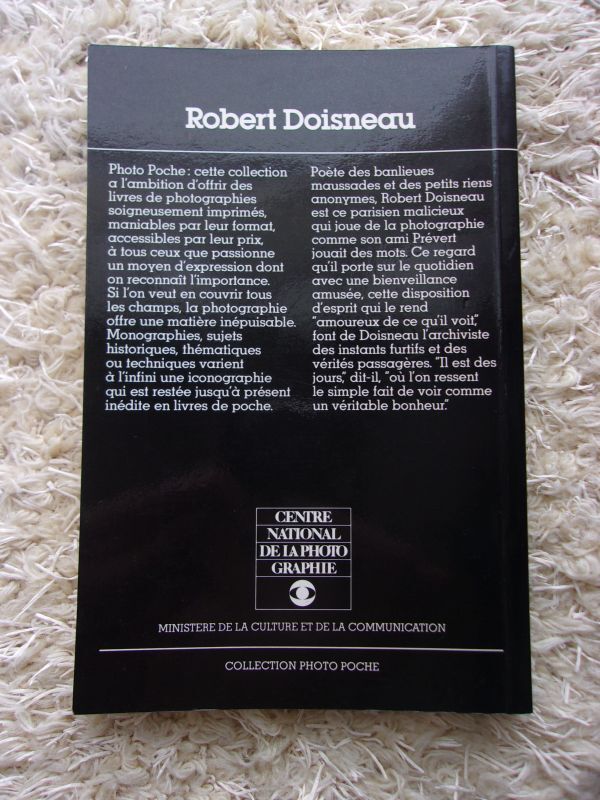 Robert Doisneau
Photo Poche : cette collection
a l'ambition d'offrir des
livres de photographies
soigneusement imprimés,
maniables par leur format,
accessibles par leur prix,
à tous ceux que passionne
un moyen d'expression dont
on reconnaît l'importance.
Si l'on veut en couvrir tous
les champs, la photographie
offre une matière inépuisable.
Monographies, sujets
historiques, thématiques
ou techniques varient
à l'infini une iconographie
qui est restée jusqu'à présent
inédite en livres de poche.
Poète des banlieues
maussades et des petits riens
anonymes, Robert Doisneau
est ce parisien malicieux
qui joue de la photographie
comme son ami Prévert
jouait des mots. Ce regard
qu'il porte sur le quotidien
avec une bienveillance
amusée, cette disposition
d'esprit qui le rend
"amoureux de ce qu'il voit",
font de Doisneau l'archiviste
des instants furtifs et des
vérités passagères. "Il est des
jours", dit-il, "où l'on ressent
le simple fait de voir comme
un véritable bonheur."
CENTRE
NATIONAL
DE LA PHOTO
GRAPHIE
MINISTERE DE LA CULTURE ET DE LA COMMUNICATION
COLLECTION PHOTO POCHE